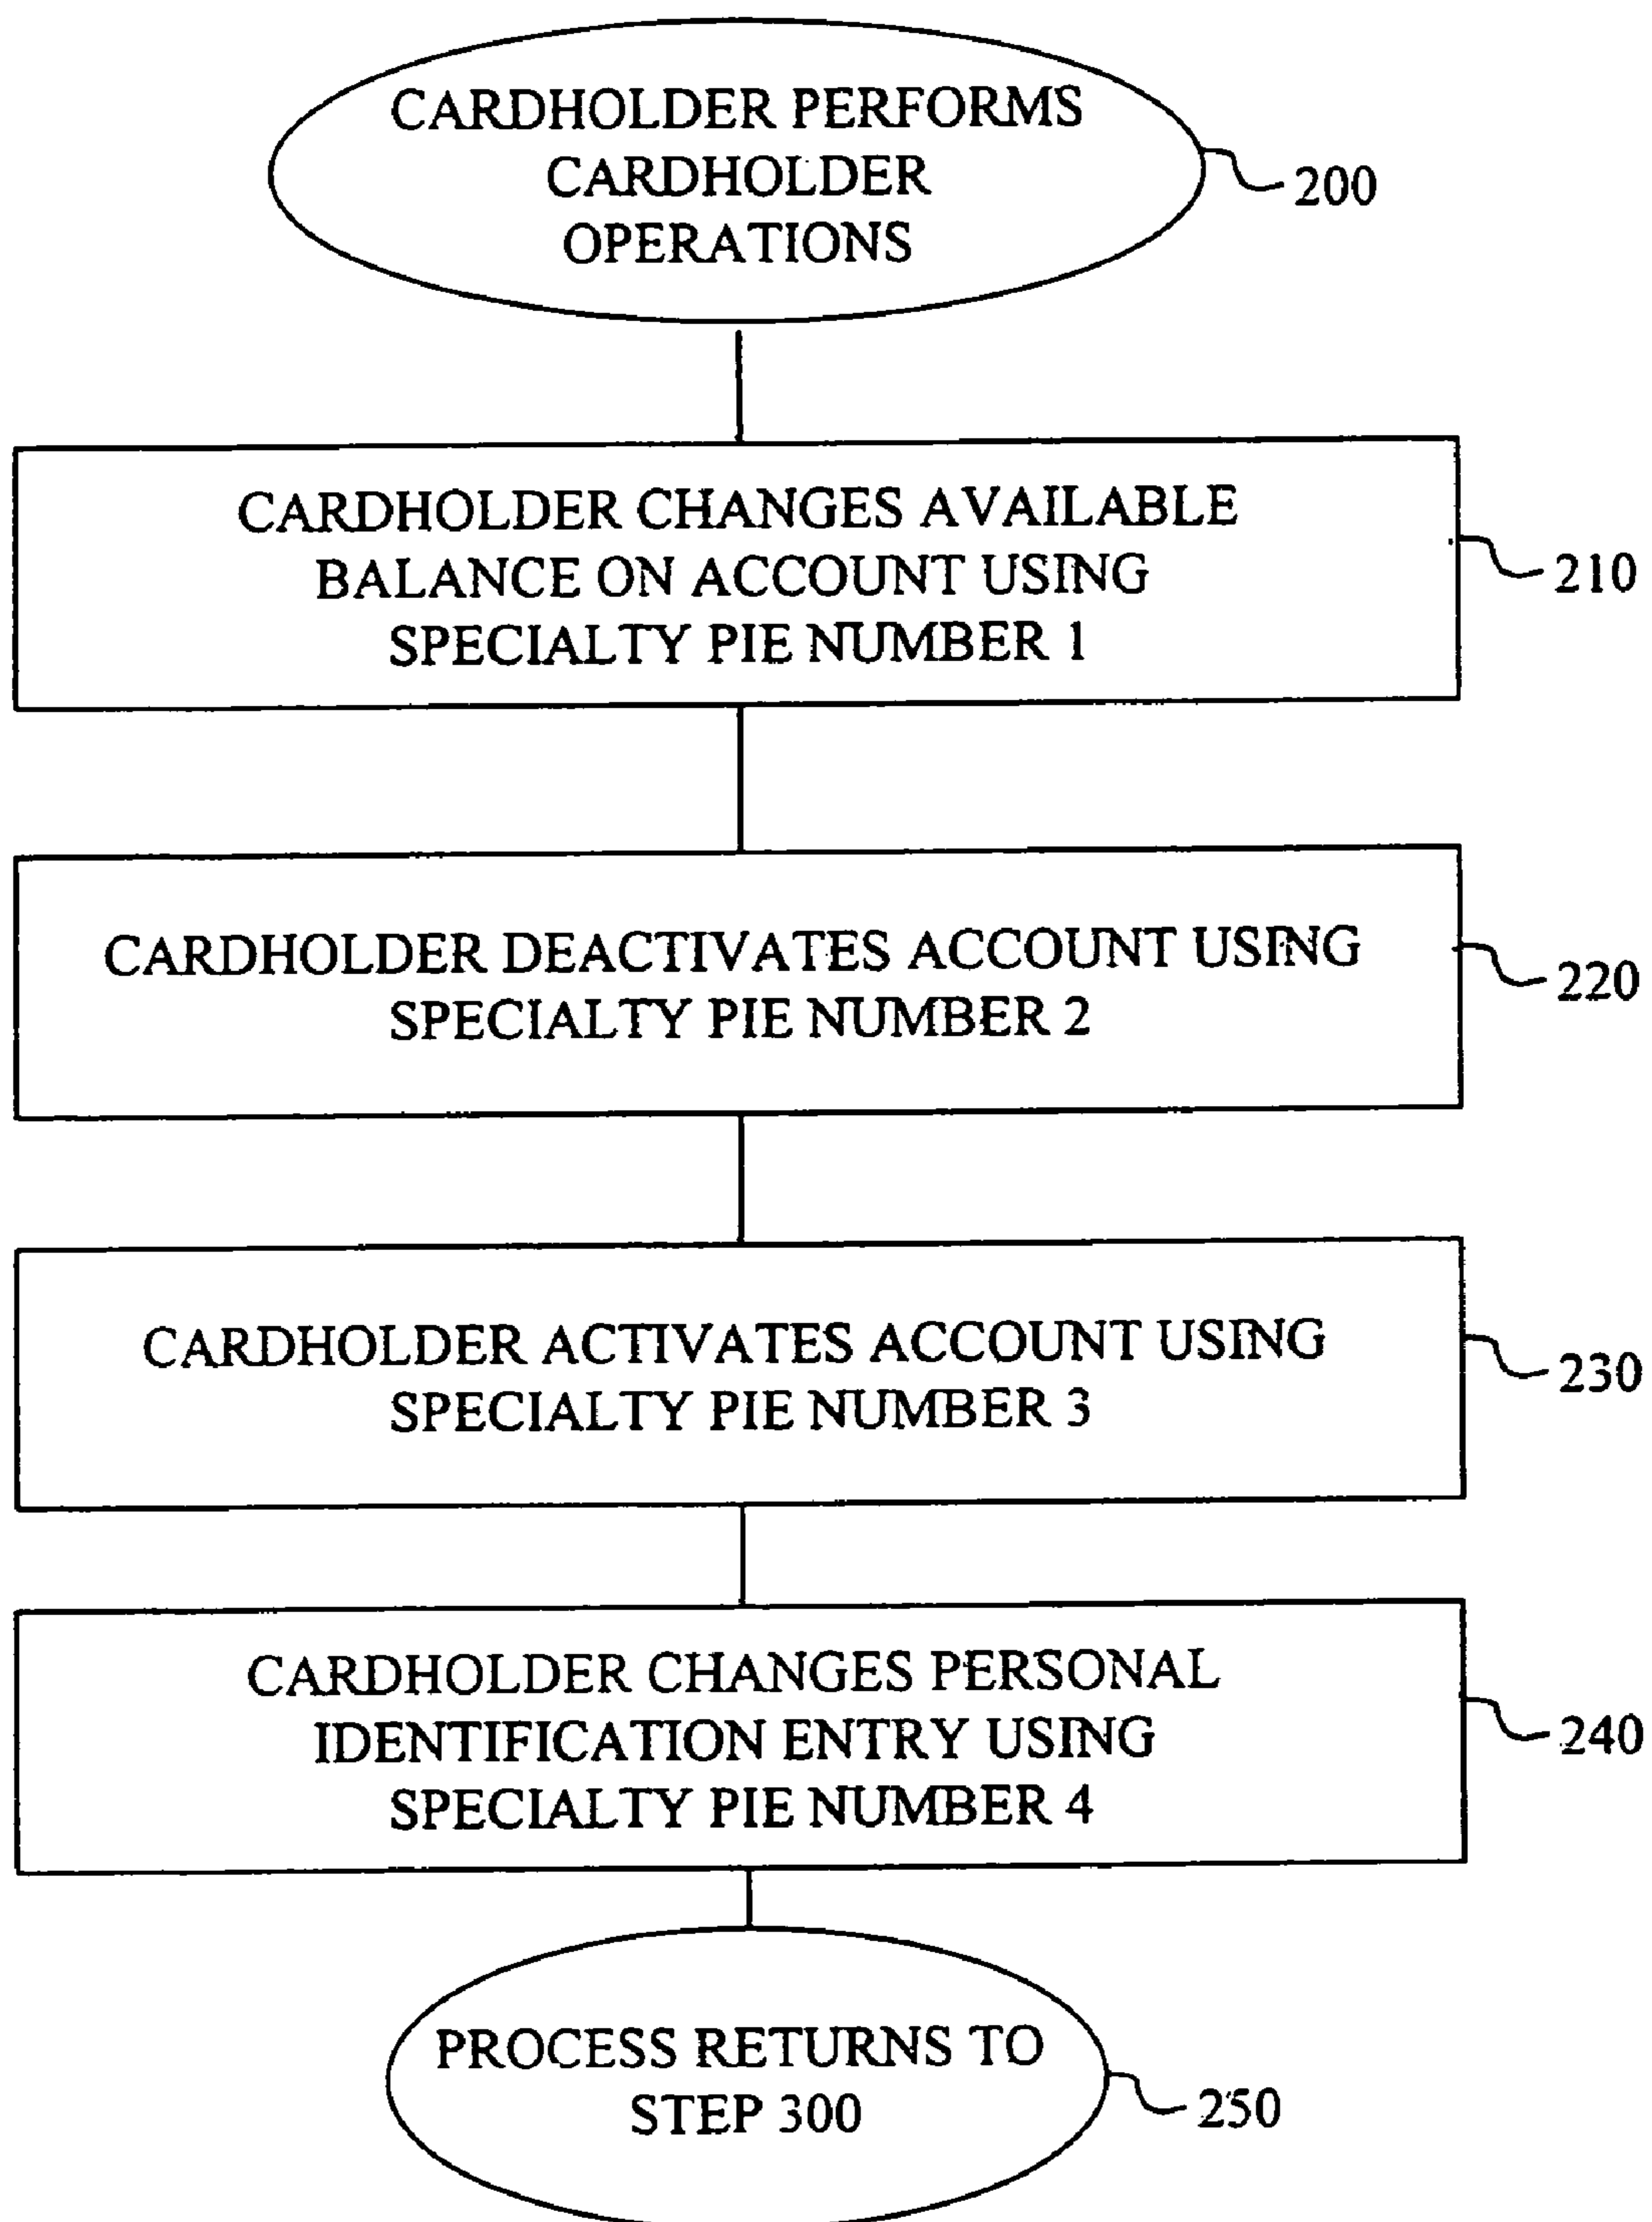 CARDHOLDER PERFORMS
CARDHOLDER
OPERATIONS
200
CARDHOLDER CHANGES AVAILABLE
BALANCE ON ACCOUNT USING
SPECIALTY PIE NUMBER 1
210
CARDHOLDER DEACTIVATES ACCOUNT USING
SPECIALTY PIE NUMBER 2
220
CARDHOLDER ACTIVATES ACCOUNT USING
SPECIALTY PIE NUMBER 3
230
CARDHOLDER CHANGES PERSONAL
IDENTIFICATION ENTRY USING
SPECIALTY PIE NUMBER 4
240
PROCESS RETURNS TO
STEP 300
250